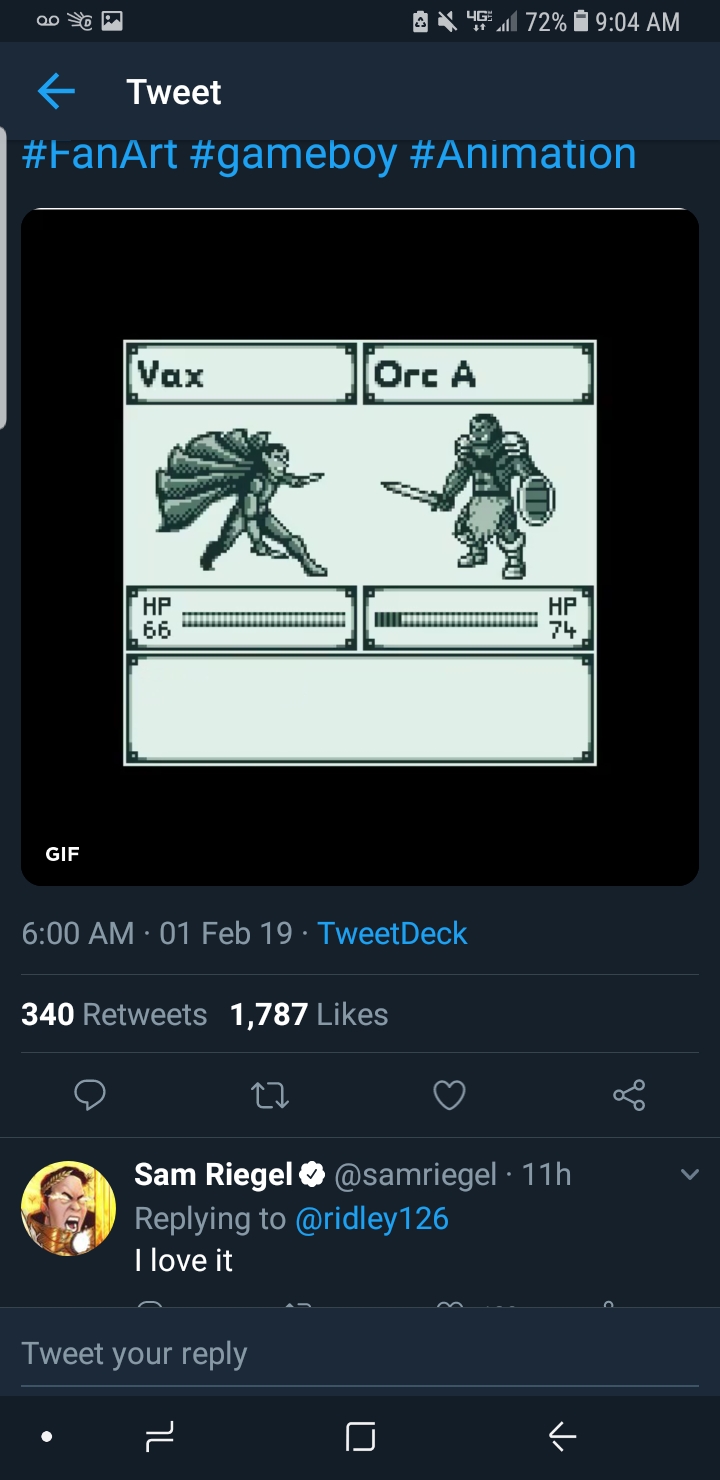 72% 9:04 AM
Tweet
#FanArt #gameboy #Animation
Vax
Orc A
HP
66
HP
74
GIF
6:00 AM · 01 Feb 19 · TweetDeck
340 Retweets 1,787 Likes
Sam Riegel @samriegel · 11h
Replying to @ridley126
I love it
Tweet your reply